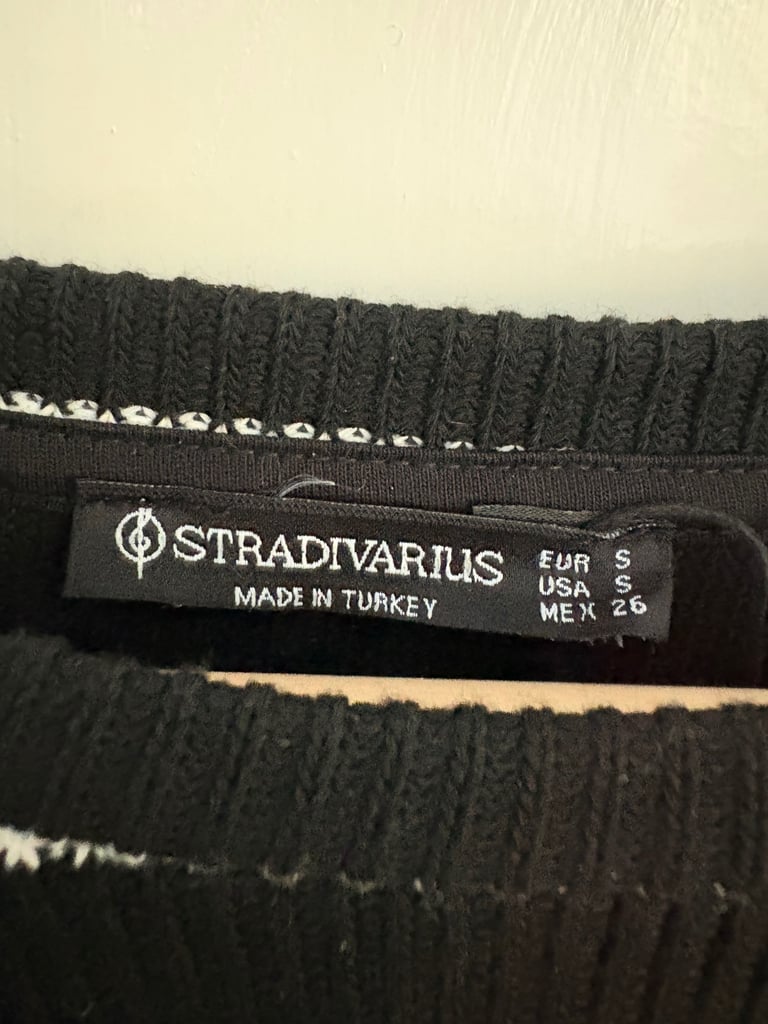 STRADIVARIUS
MADE IN TURKEY
EUR S
USA S
MEX 26